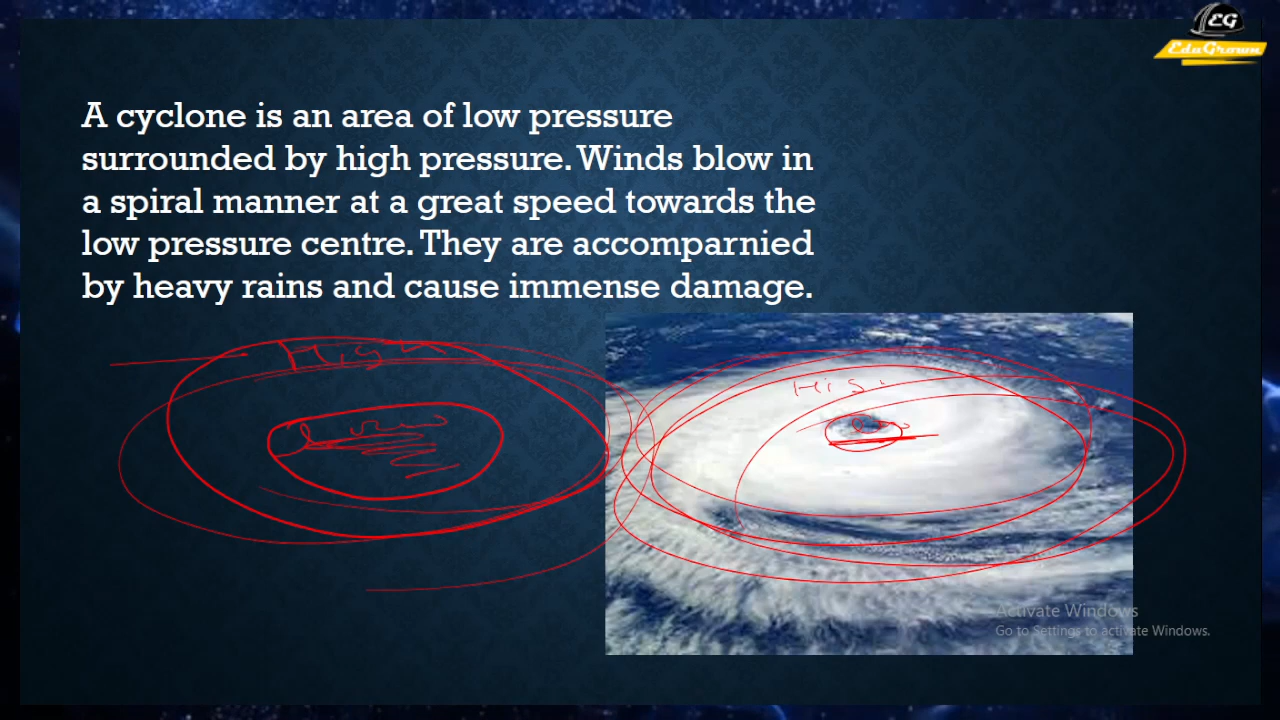 EG
EduGrown
A cyclone is an area of low pressure
surrounded by high pressure. Winds blow in
a spiral manner at a great speed towards the
low pressure centre. They are accomparnied
by heavy rains and cause immense damage.
High
Low
Activate Windows
Go to Settings to activate Windows.